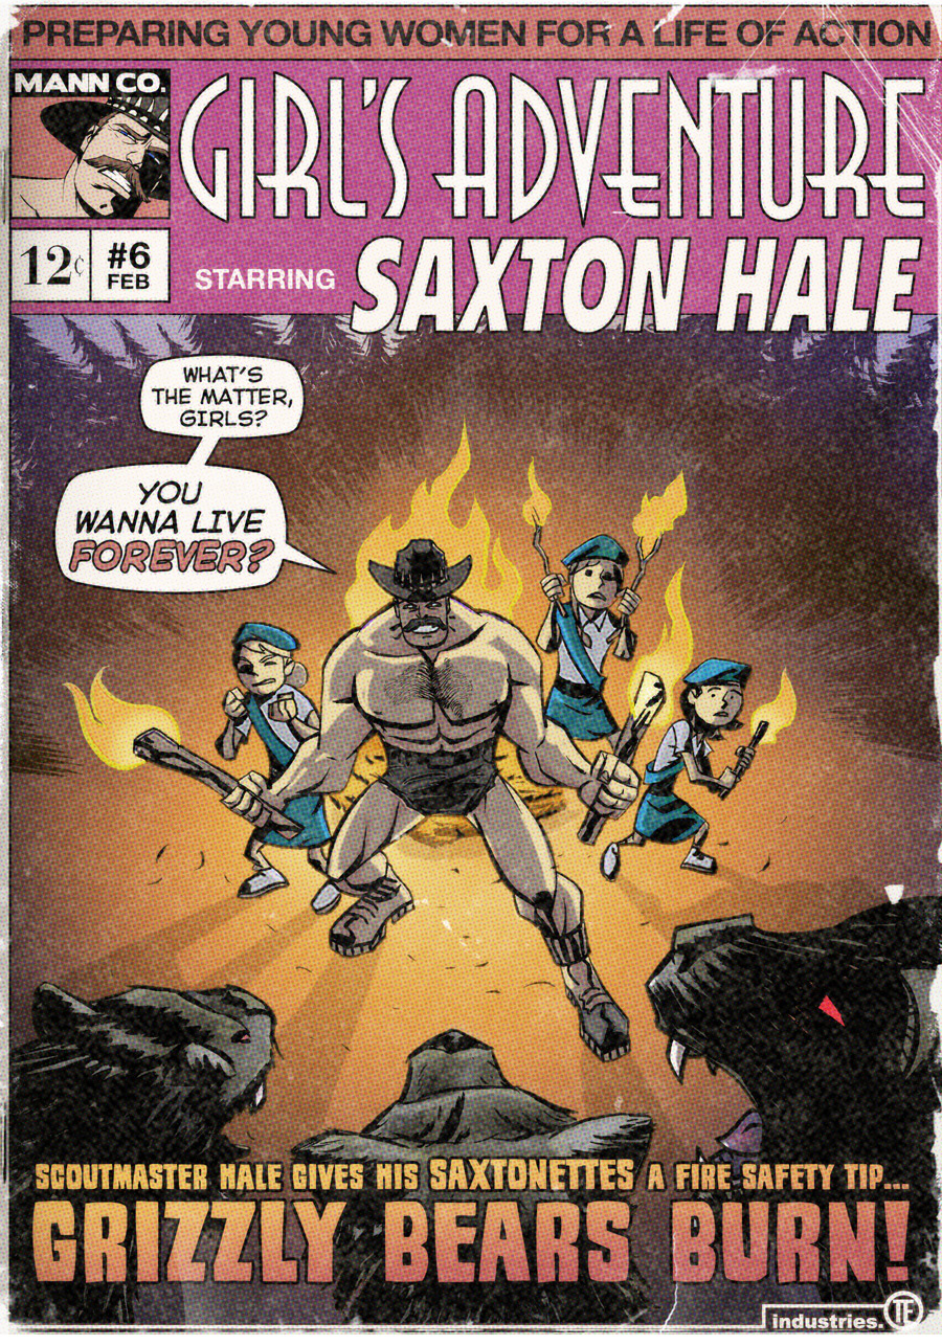 PREPARING YOUNG WOMEN FOR A LIFE OF ACTION
MANN CO.
GIRL'S ADVENTURE
12¢
#6
FEB
STARRING
SAXTON HALE
WHAT'S
THE MATTER,
GIRLS?
YOU
WANNA LIVE
FOREVER?
SCOUTMASTER HALE GIVES HIS SAXTONETTES A FIRE SAFETY TIP...
GRIZZLY BEARS BURN!
industries.
TF